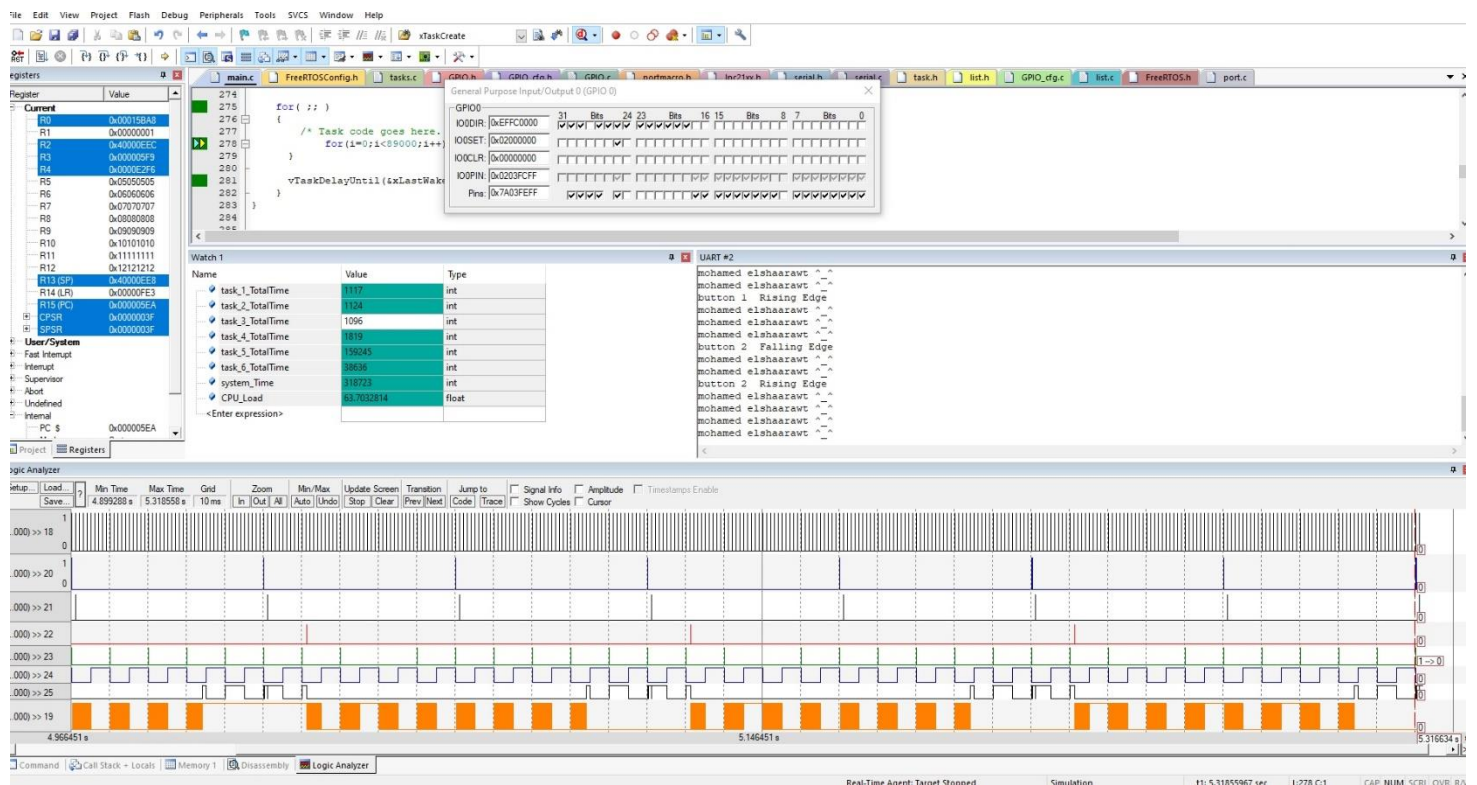 File Edit View Project Flash Debug Peripherals Tools SVCS Window Help
xTaskCreate
Registers
main.c FreeRTOSConfig.h tasks.c GPIO.h GPIO_cfg.h GPIO.c portmacro.h lpc21xx.h serial.h serial.c task.h list.h GPIO_cfg.c list.c FreeRTOS.h port.c
Register Value
Current
R0 0x00015BA8
R1 0x00000001
R2 0x40000EEC
R3 0x000005F9
R4 0x0000E2F6
R5 0x05050505
R6 0x06060606
R7 0x07070707
R8 0x08080808
R9 0x09090909
R10 0x10101010
R11 0x11111111
R12 0x12121212
R13 (SP) 0x40000EE8
R14 (LR) 0x00000FE3
R15 (PC) 0x000005EA
CPSR 0x0000003F
SPSR 0x0000003F
User/System
Fast Interrupt
Interrupt
Supervisor
Abort
Undefined
Internal
PC $ 0x000005EA
Project Registers
274
275 for( ;; )
276 {
277 /* Task code goes here.
278 for(i=0;i<89000;i++)
279 }
280
281 vTaskDelayUntil(&xLastWake
282 }
283 }
284
285
General Purpose Input/Output 0 (GPIO 0)
GPIO0
31 Bits 24 23 Bits 16 15 Bits 8 7 Bits 0
IO0DIR: 0xEFFC0000
IO0SET: 0x02000000
IO0CLR: 0x00000000
IO0PIN: 0x0203FCFF
Pins: 0x7A03FEFF
Watch 1
Name Value Type
task_1_TotalTime 1117 int
task_2_TotalTime 1124 int
task_3_TotalTime 1096 int
task_4_TotalTime 1819 int
task_5_TotalTime 159245 int
task_6_TotalTime 38636 int
system_Time 318723 int
CPU_Load 63.7032814 float
<Enter expression>
UART #2
mohamed elshaarawt ^_^
mohamed elshaarawt ^_^
button 1 Rising Edge
mohamed elshaarawt ^_^
mohamed elshaarawt ^_^
mohamed elshaarawt ^_^
button 2 Falling Edge
mohamed elshaarawt ^_^
mohamed elshaarawt ^_^
button 2 Rising Edge
mohamed elshaarawt ^_^
mohamed elshaarawt ^_^
mohamed elshaarawt ^_^
mohamed elshaarawt ^_^
Logic Analyzer
Setup... Load... Save... ? Min Time Max Time Grid Zoom Min/Max Update Screen Transition Jump to Signal Info Amplitude Timestamps Enable
4.899288 s 5.318558 s 10 ms In Out All Auto Undo Stop Clear Prev Next Code Trace Show Cycles Cursor
1
.000) >> 18
0
1
.000) >> 20
0
.000) >> 21
.000) >> 22
.000) >> 23
.000) >> 24
.000) >> 25
.000) >> 19
0
0
0
0
1 --> 0
0
0
0
4.966451 s 5.146451 s 5.316634 s
Command Call Stack + Locals Memory 1 Disassembly Logic Analyzer
Real-Time Agent: Target Stopped Simulation t1: 5.31855967 sec L:278 C:1 CAP NUM SCRL OVR R/W